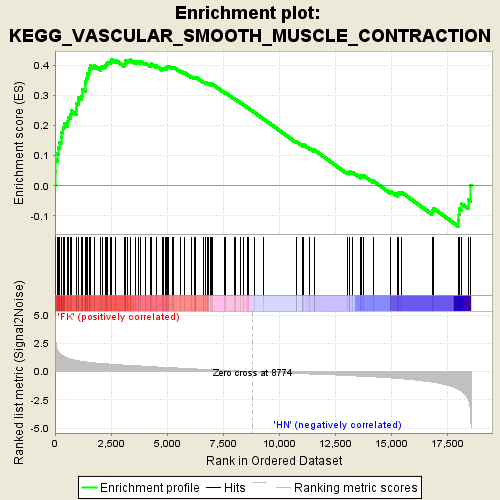 Enrichment plot:
KEGG_VASCULAR_SMOOTH_MUSCLE_CONTRACTION
Enrichment score (ES)
0.4
0.3
0.2
0.1
0.0
-0.1
'FK' (positively correlated)
Ranked list metric (Signal2Noise)
5.0
2.5
0.0
-2.5
-5.0
Zero cross at 8774
'HN' (negatively correlated)
0 2,500 5,000 7,500 10,000 12,500 15,000 17,500
Rank in Ordered Dataset
Enrichment profile Hits Ranking metric scores